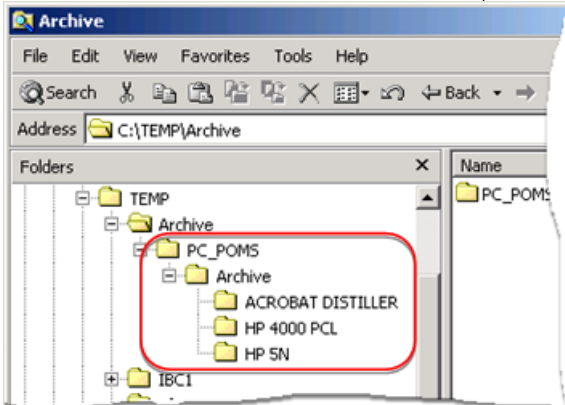 Archive
File Edit View Favorites Tools Help
Search Back
Address C:\TEMP\Archive
Folders × Name
TEMP PC_POMS
Archive
PC_POMS
Archive
ACROBAT DISTILLER
HP 4000 PCL
HP 5N
IBC1